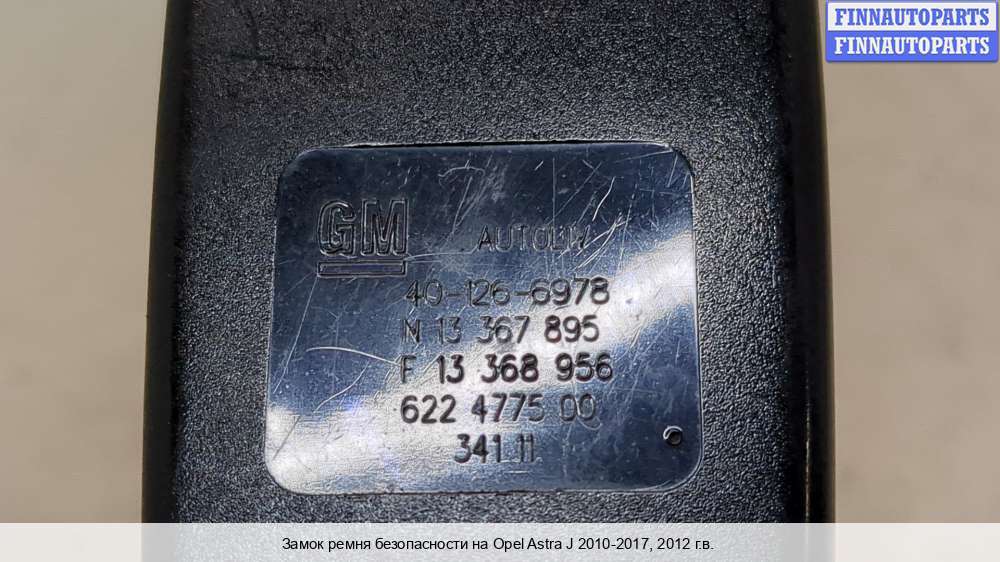 FINNAUTOPARTS
FINNAUTOPARTS
GM AUTOLIV
40-126-6978
N 13 367 895
F 13 368 956
622 4775 00
341 11
Замок ремня безопасности на Opel Astra J 2010-2017, 2012 г.в.